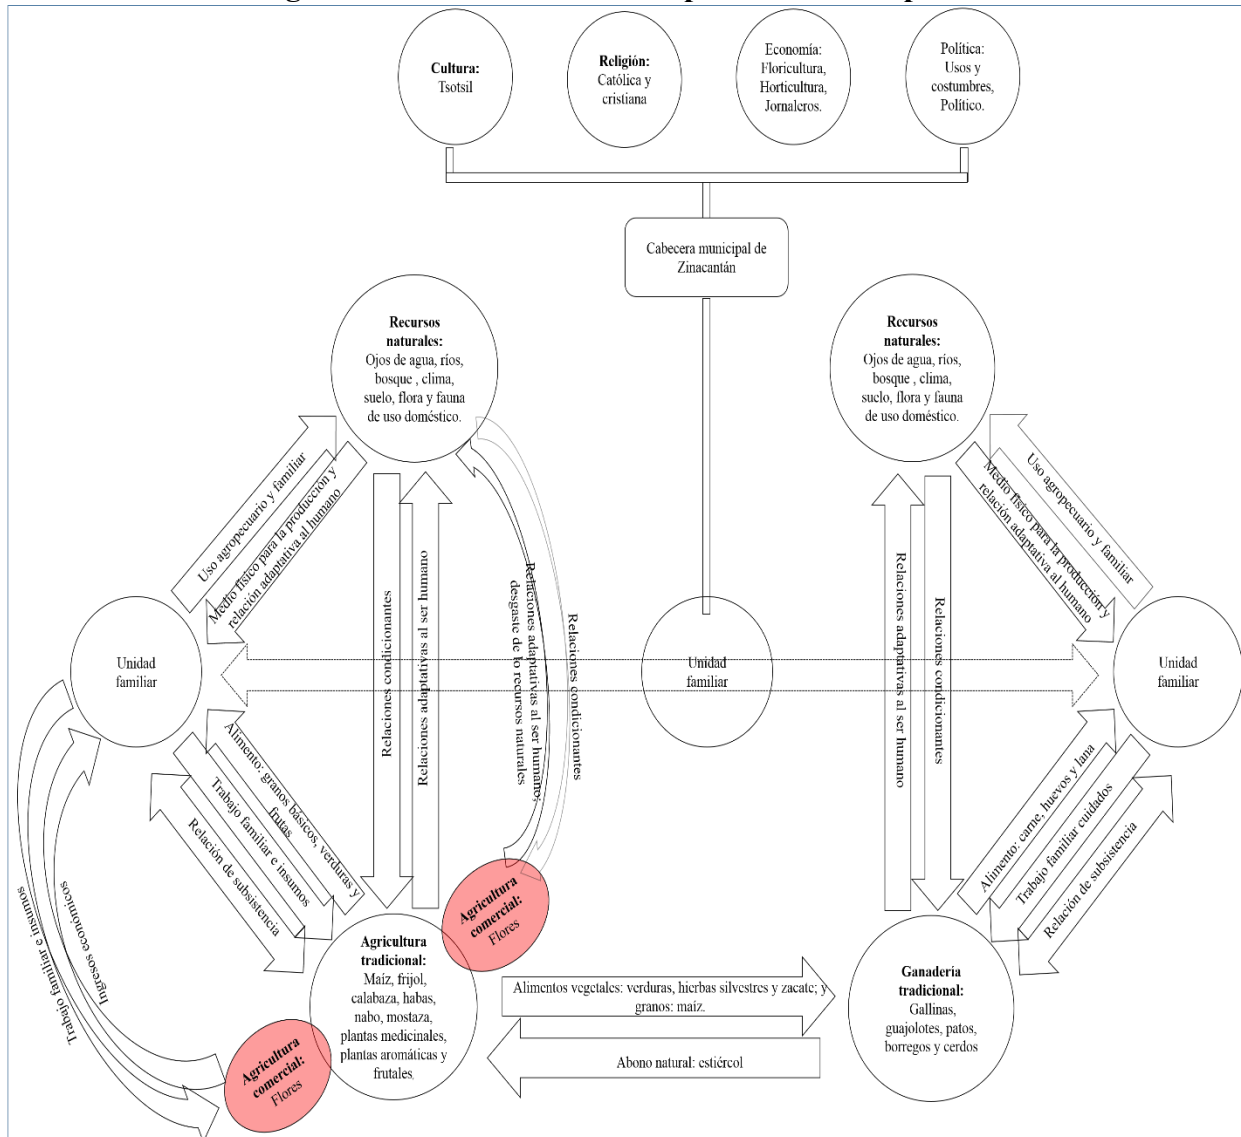 Cultura:
Tsotsil
Religión:
Católica y
cristiana
Economía:
Floricultura,
Horticultura,
Jornaleros.
Política:
Usos y
costumbres,
Político.
Cabecera municipal de
Zinacantán
Recursos
naturales:
Ojos de agua, ríos,
bosque , clima,
suelo, flora y fauna
de uso doméstico.
Recursos
naturales:
Ojos de agua, ríos,
bosque , clima,
suelo, flora y fauna
de uso doméstico.
Uso agropecuario y familiar
Medio físico para la producción y
relación adaptativa al humano
Relaciones condicionantes
Relaciones adaptativas al ser humano
Relaciones adaptativas al ser humano;
desgaste de lo recursos naturales
Relaciones condicionantes
Relaciones adaptativas al ser humano
Relaciones condicionantes
Uso agropecuario y familiar
Medio físico para la producción y
relación adaptativa al humano
Unidad
familiar
Unidad
familiar
Unidad
familiar
Alimento: granos básicos, verduras y
frutas
Trabajo familiar e insumos
Relación de subsistencia
Ingresos económicos
Trabajo familiar e insumos
Alimento: carne, huevos y lana
Trabajo familiar cuidados
Relación de subsistencia
Agricultura
comercial:
Flores
Agricultura
tradicional:
Maíz, frijol,
calabaza, habas,
nabo, mostaza,
plantas medicinales,
plantas aromáticas y
frutales.
Agricultura
comercial:
Flores
Alimentos vegetales: verduras, hierbas silvestres y zacate; y
granos: maíz.
Abono natural: estiércol
Ganadería
tradicional:
Gallinas,
guajolotes, patos,
borregos y cerdos